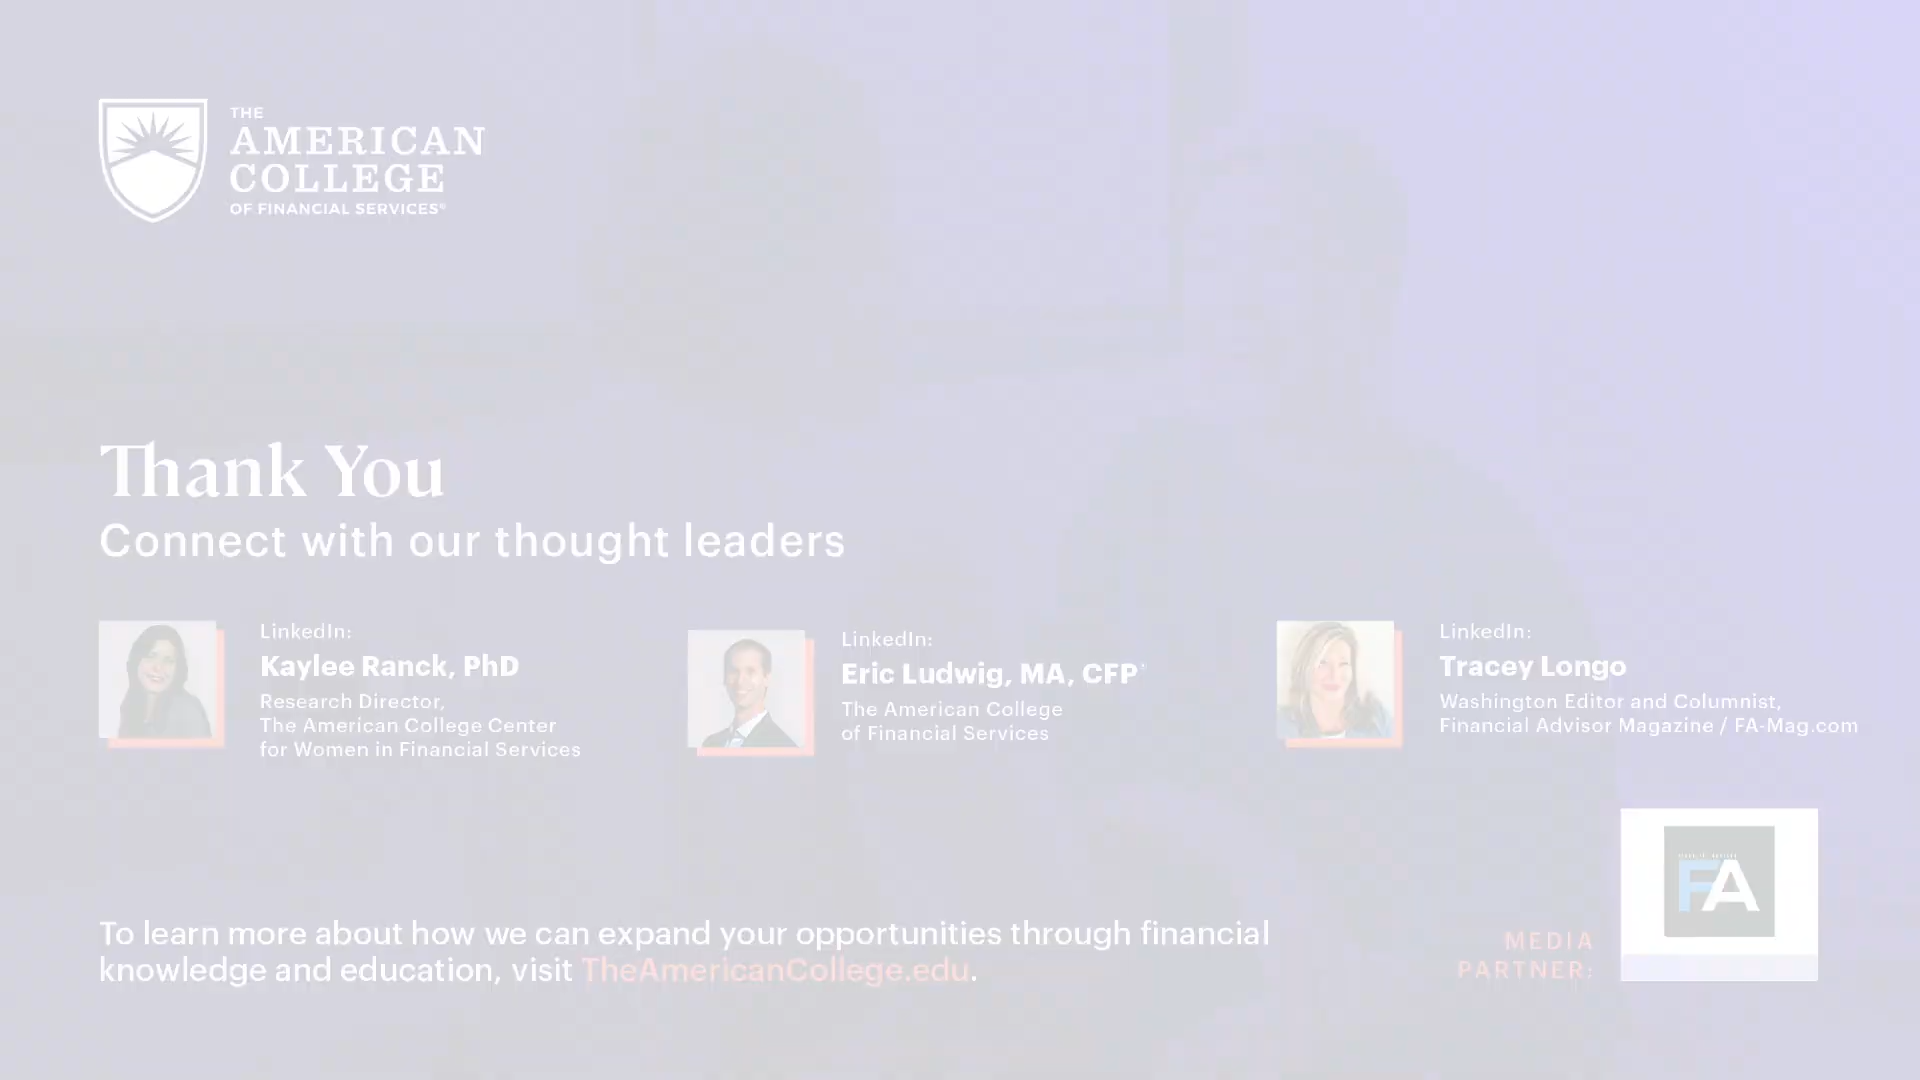 THE
AMERICAN
COLLEGE
OF FINANCIAL SERVICES®
Thank You
Connect with our thought leaders
LinkedIn:
Kaylee Ranck, PhD
Research Director,
The American College Center
for Women in Financial Services
LinkedIn:
Eric Ludwig, MA, CFP®
The American College
of Financial Services
LinkedIn:
Tracey Longo
Washington Editor and Columnist,
Financial Advisor Magazine / FA-Mag.com
To learn more about how we can expand your opportunities through financial
knowledge and education, visit TheAmericanCollege.edu.
MEDIA
PARTNER:
FA